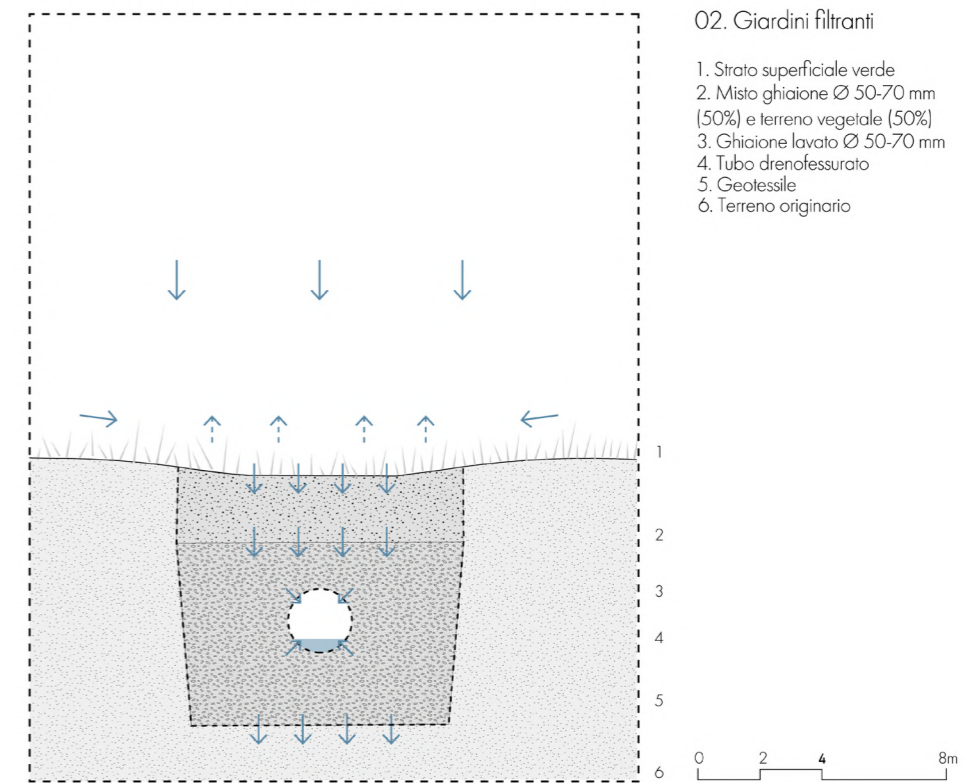 02. Giardini filtranti
1. Strato superficiale verde
2. Misto ghiaione Ø 50-70 mm
(50%) e terreno vegetale (50%)
3. Ghiaione lavato Ø 50-70 mm
4. Tubo drenofessurato
5. Geotessile
6. Terreno originario
1
2
3
4
5
6
0 2 4 8m